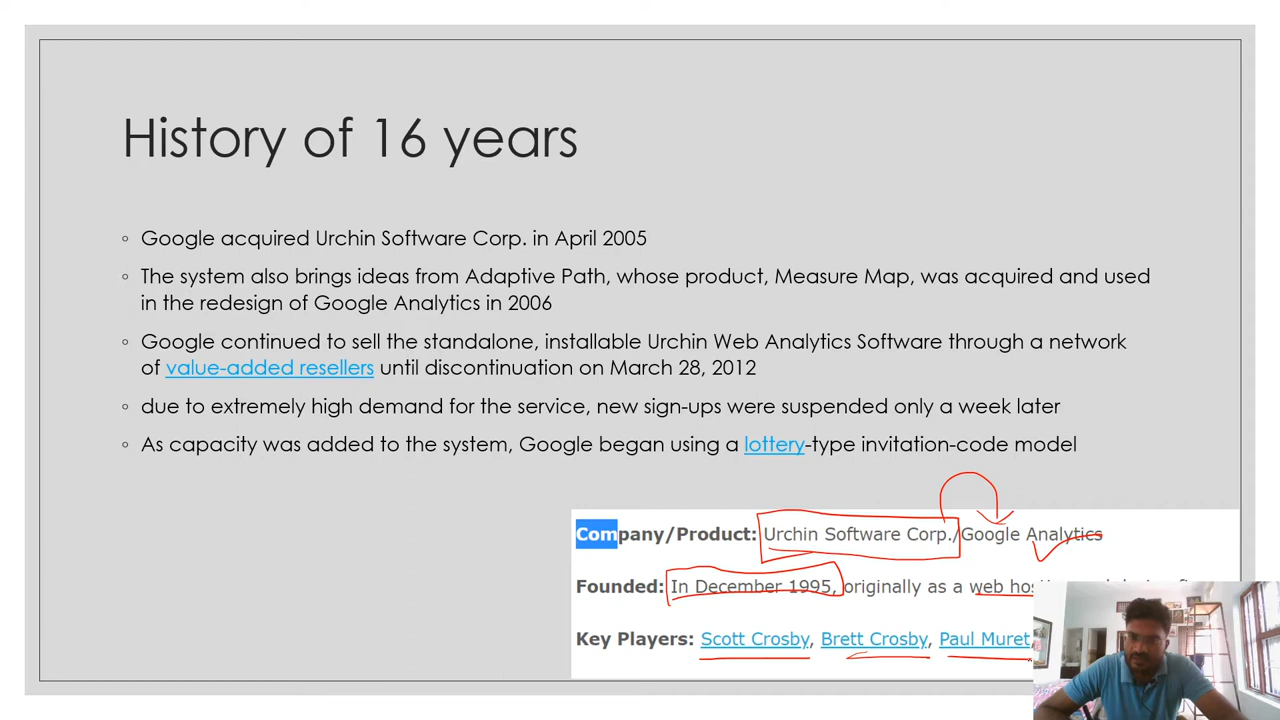 History of 16 years
◦ Google acquired Urchin Software Corp. in April 2005
◦ The system also brings ideas from Adaptive Path, whose product, Measure Map, was acquired and used
in the redesign of Google Analytics in 2006
◦ Google continued to sell the standalone, installable Urchin Web Analytics Software through a network
of value-added resellers until discontinuation on March 28, 2012
◦ due to extremely high demand for the service, new sign-ups were suspended only a week later
◦ As capacity was added to the system, Google began using a lottery-type invitation-code model
Company/Product: Urchin Software Corp./Google Analytics
Founded: In December 1995, originally as a web
Key Players: Scott Crosby, Brett Crosby, Paul Muret